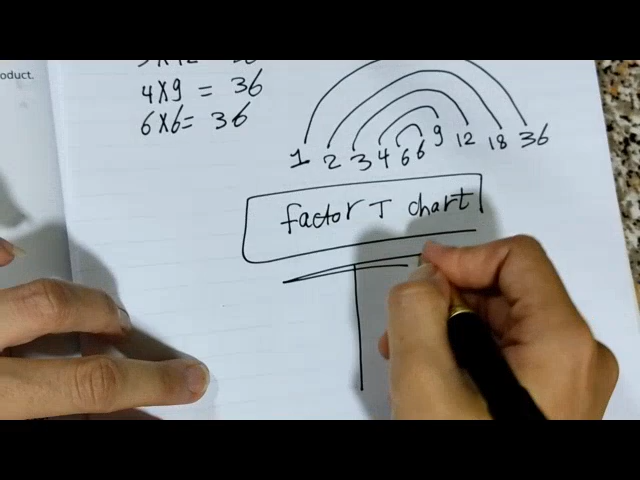 oduct.
4X9 = 36
6X6= 36
1 2 3 4 6 6 9 12 18 36
factor T chart